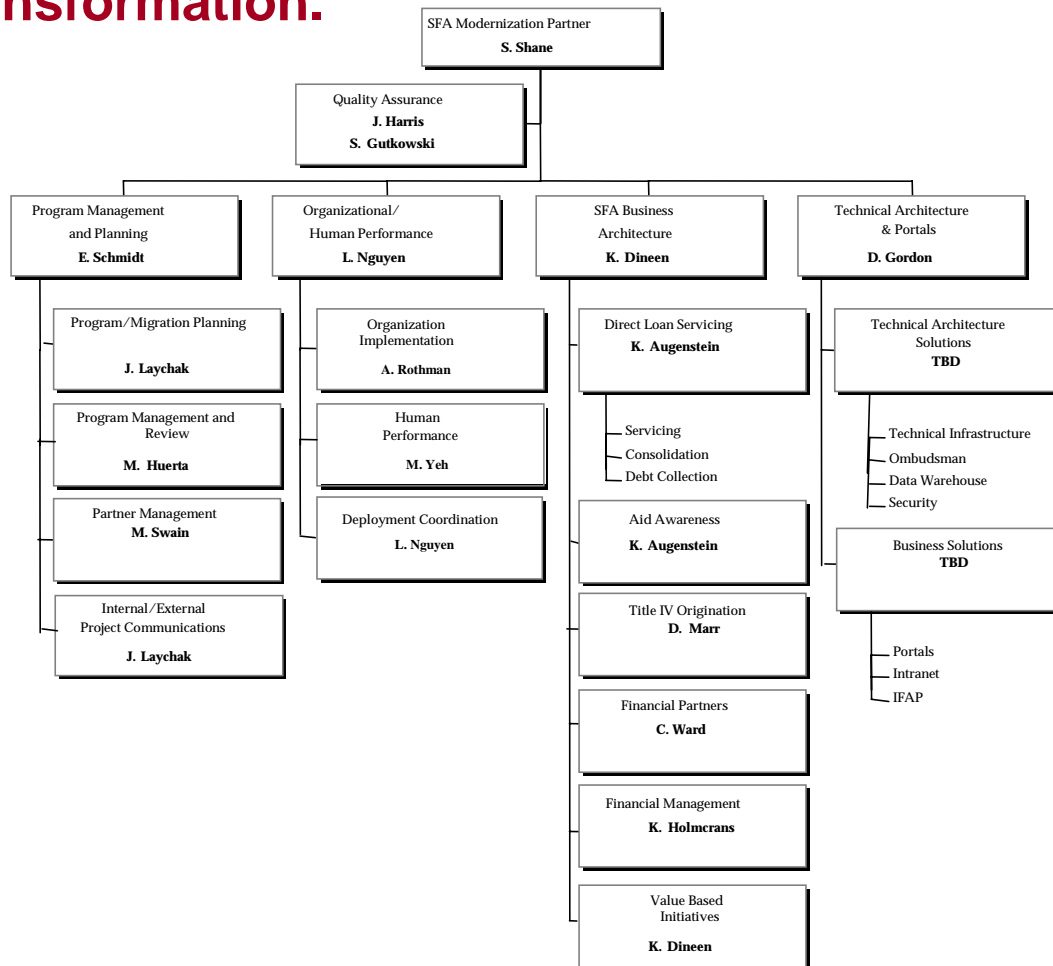 nsformation.
SFA Modernization Partner
S. Shane
Quality Assurance
J. Harris
S. Gutkowski
Program Management
and Planning
E. Schmidt
Organizational/
Human Performance
L. Nguyen
SFA Business
Architecture
K. Dineen
Technical Architecture
& Portals
D. Gordon
Program/Migration Planning
J. Laychak
Program Management and
Review
M. Huerta
Partner Management
M. Swain
Internal/External
Project Communications
J. Laychak
Organization
Implementation
A. Rothman
Human
Performance
M. Yeh
Deployment Coordination
L. Nguyen
Direct Loan Servicing
K. Augenstein
Servicing
Consolidation
Debt Collection
Aid Awareness
K. Augenstein
Title IV Origination
D. Marr
Financial Partners
C. Ward
Financial Management
K. Holmcrans
Value Based
Initiatives
K. Dineen
Technical Architecture
Solutions
TBD
Technical Infrastructure
Ombudsman
Data Warehouse
Security
Business Solutions
TBD
Portals
Intranet
IFAP